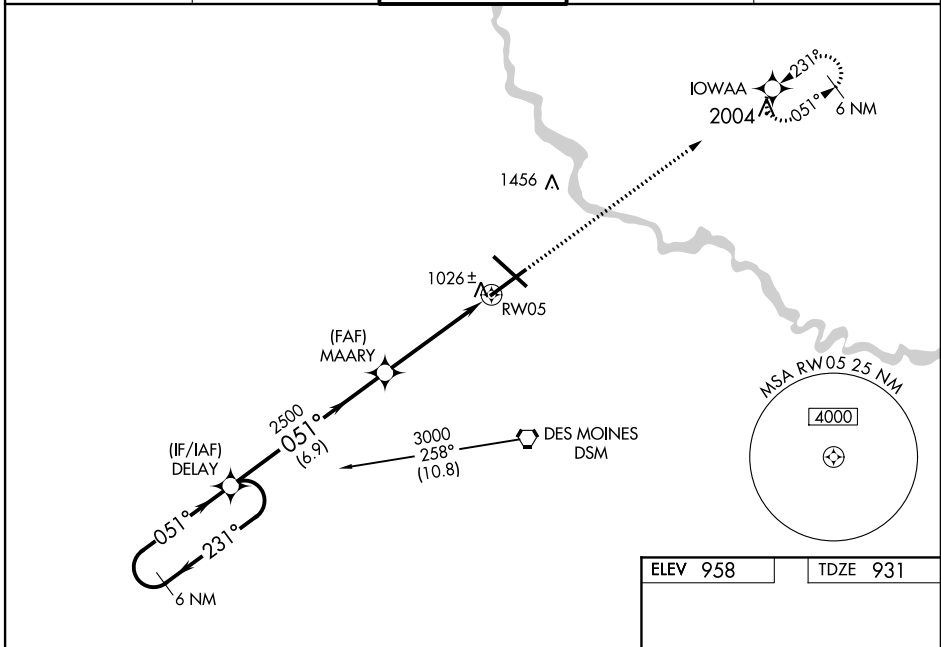 231°
IOWAA
2004
051°
6 NM
1456
1026 ±
RW05
(FAF)
MAARY
MSA RW05 25 NM
4000
2500
051°
(6.9)
3000
258°
(10.8)
DES MOINES
DSM
(IF/IAF)
DELAY
051°
231°
6 NM
ELEV 958
TDZE 931